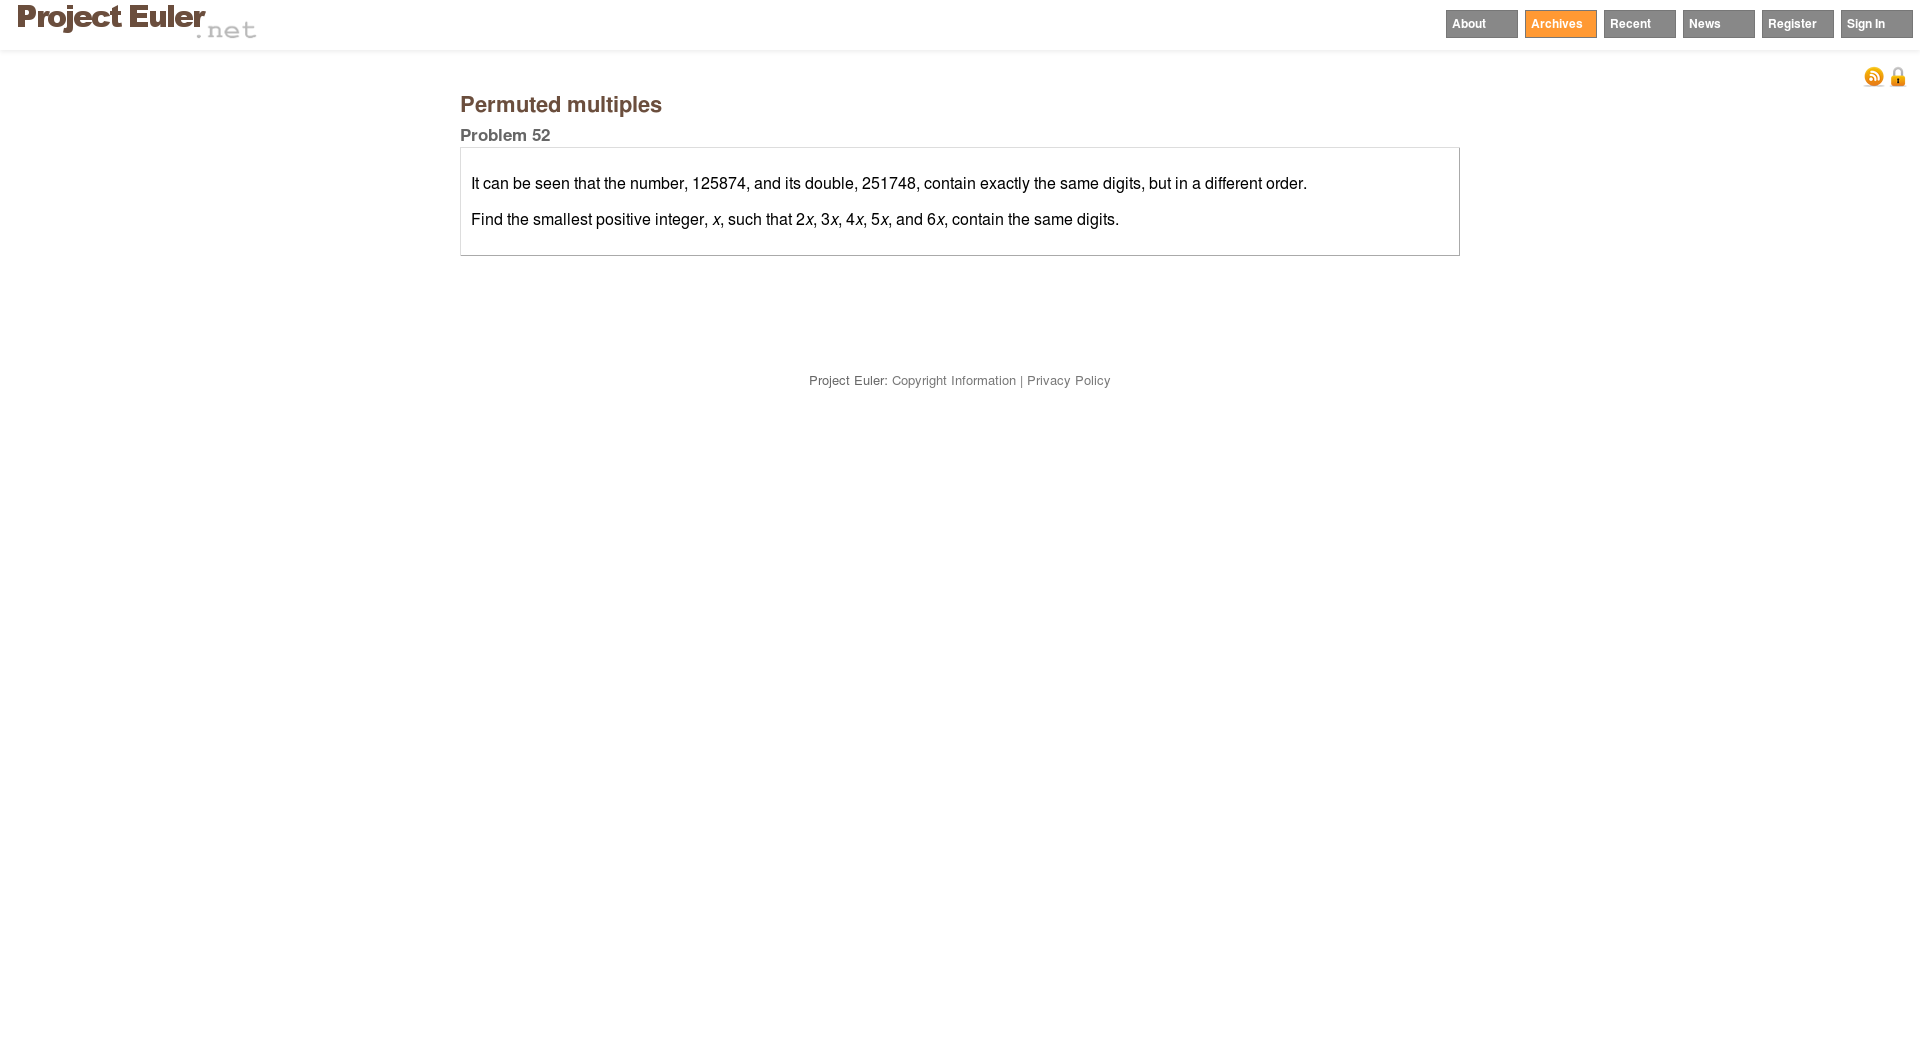 Project Euler.net
About Archives Recent News Register Sign In
Permuted multiples
Problem 52
It can be seen that the number, 125874, and its double, 251748, contain exactly the same digits, but in a different order.
Find the smallest positive integer, x, such that 2x, 3x, 4x, 5x, and 6x, contain the same digits.
Project Euler: Copyright Information | Privacy Policy